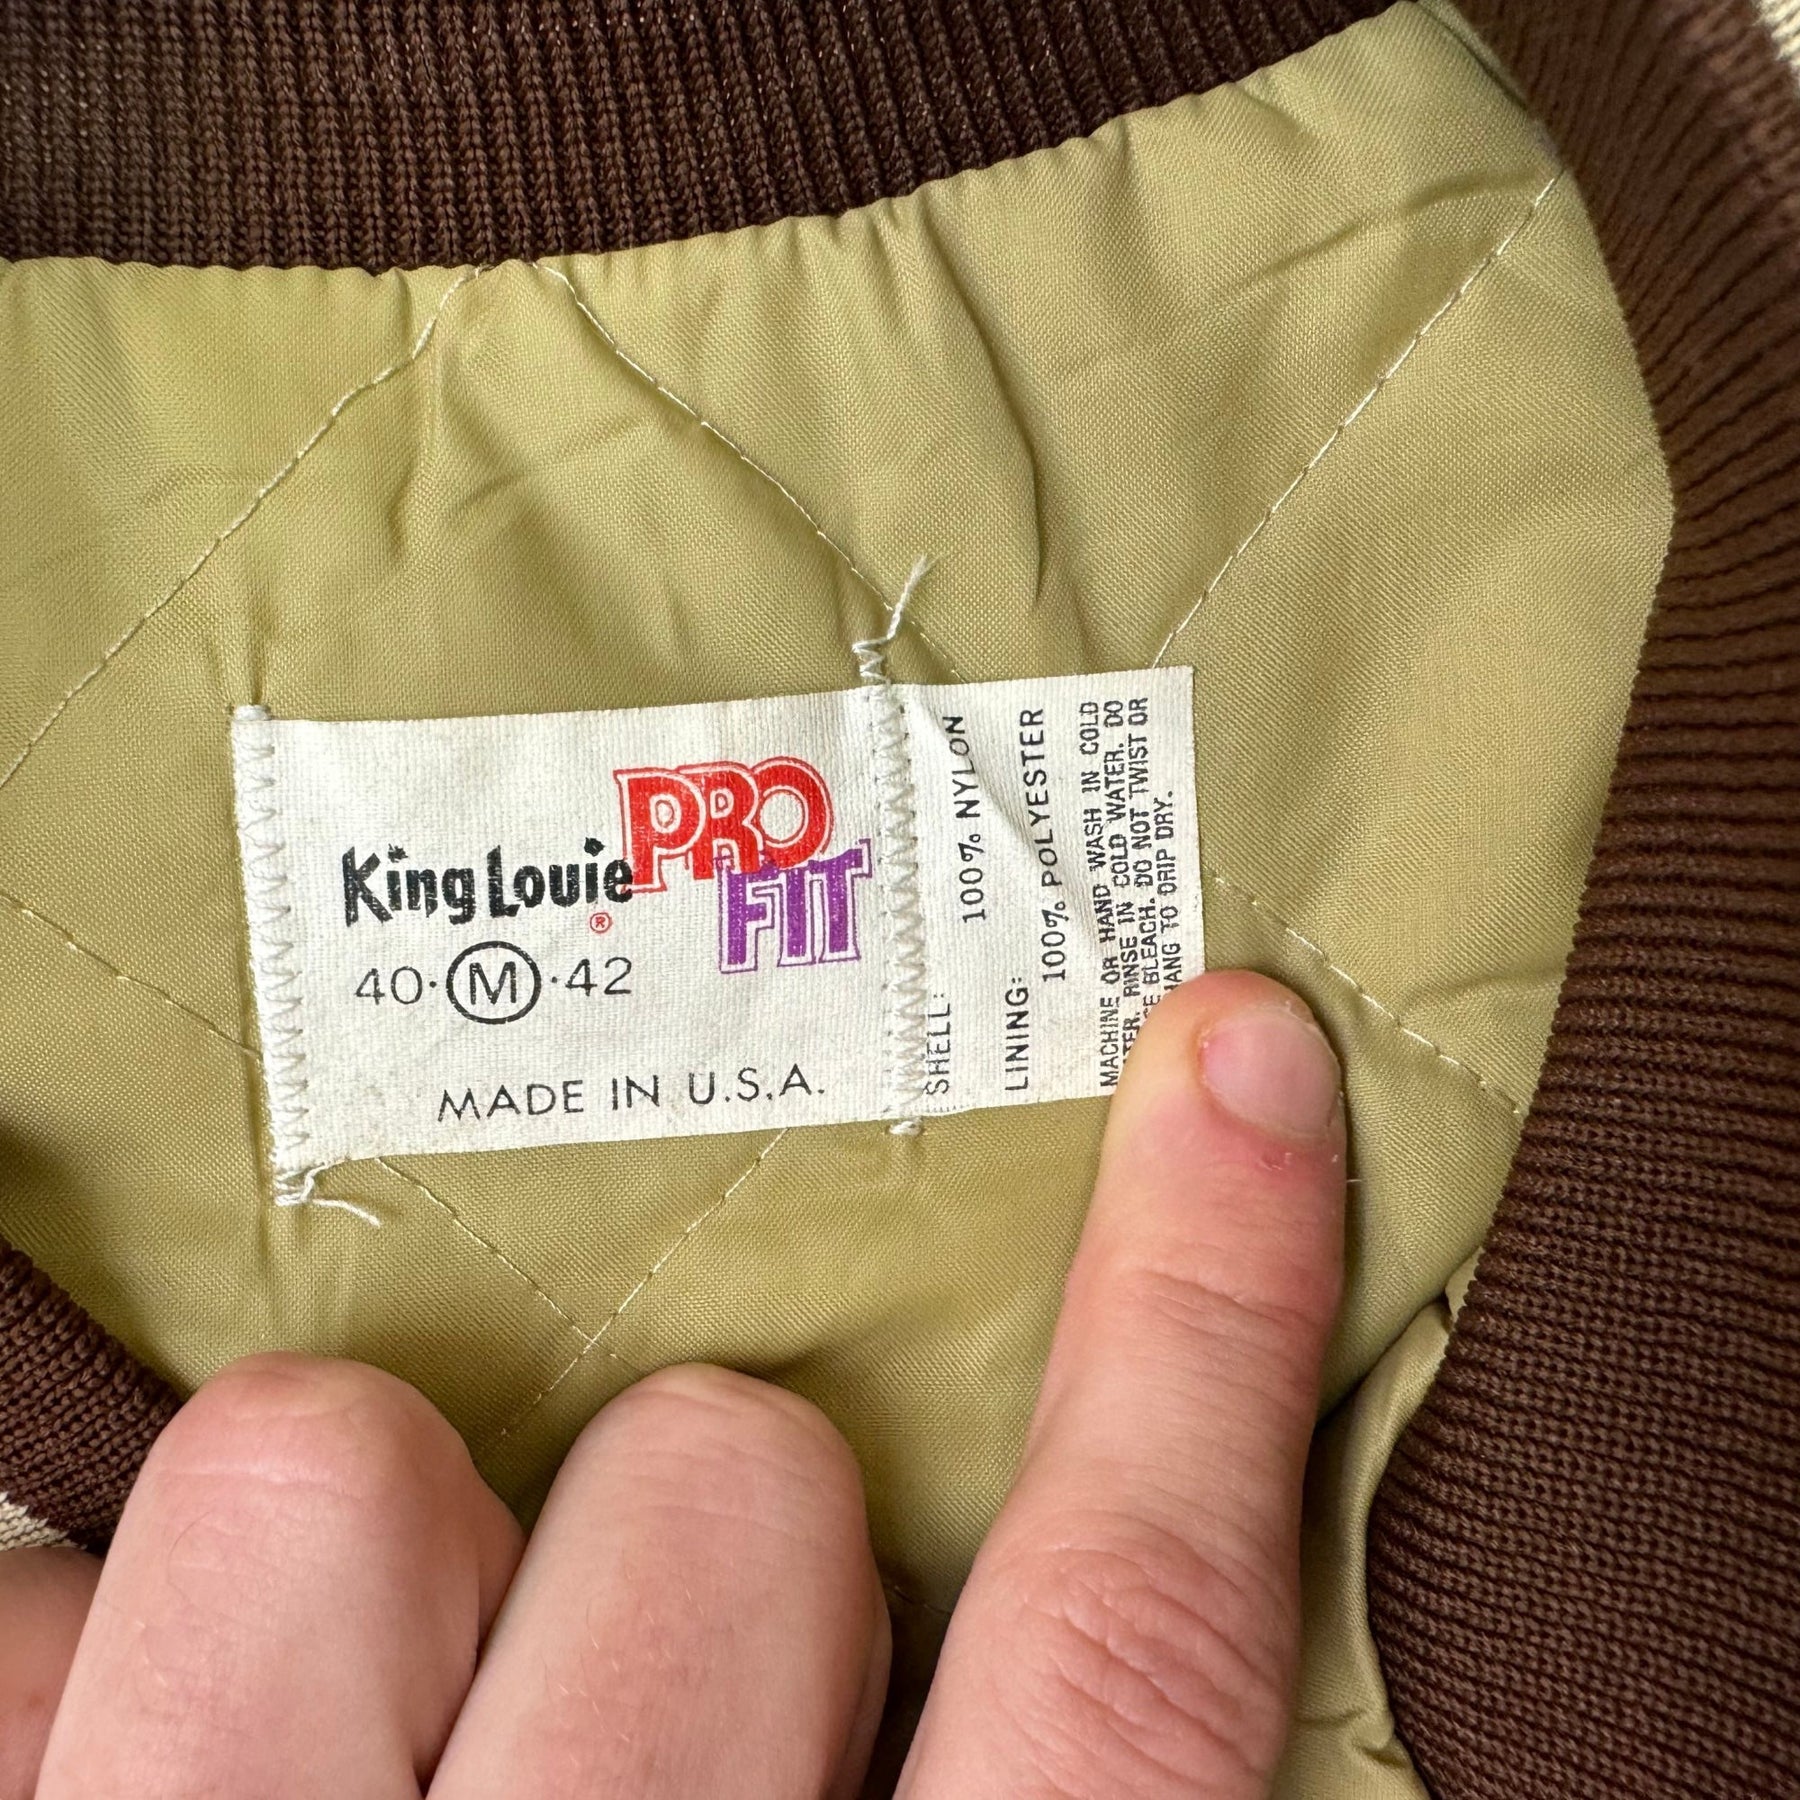 King Louie PRO FIT
®
40·M·42
MADE IN U.S.A.
SHELL:
100% NYLON
LINING:
100% POLYESTER
MACHINE OR HAND WASH IN COLD
RINSE IN COLD WATER. DO
BLEACH. DO NOT TWIST OR
TO DRIP DRY.